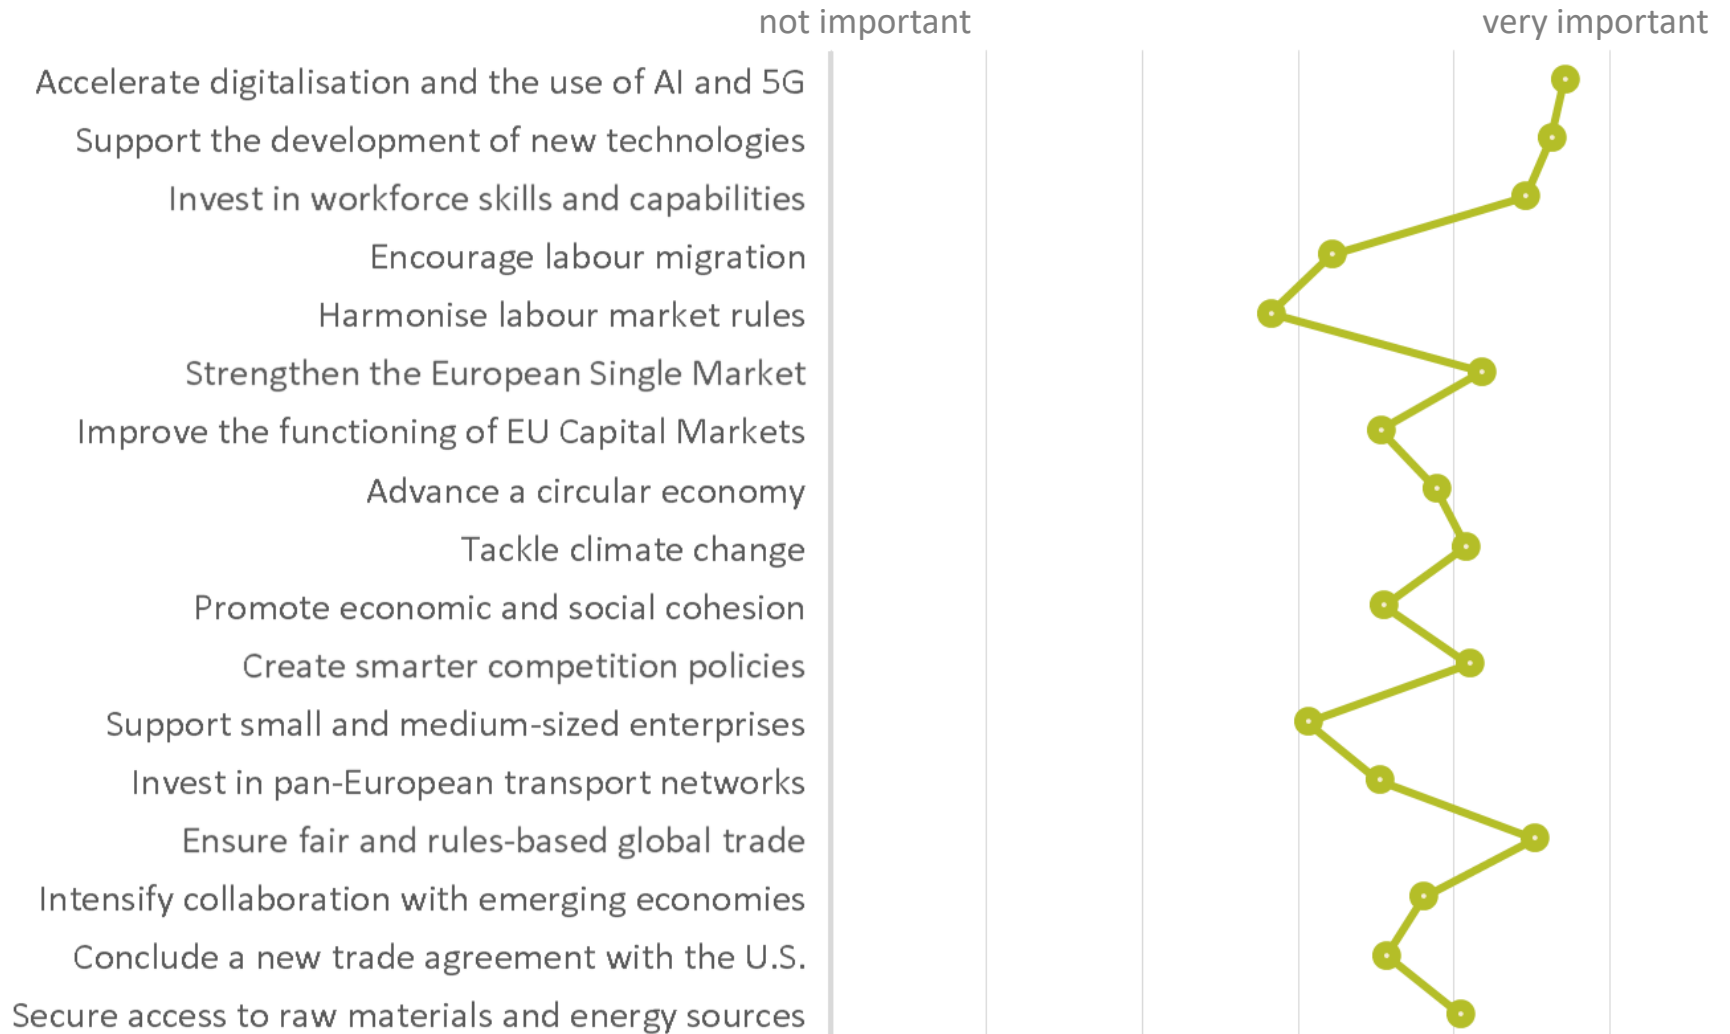 not important very important
Accelerate digitalisation and the use of AI and 5G
Support the development of new technologies
Invest in workforce skills and capabilities
Encourage labour migration
Harmonise labour market rules
Strengthen the European Single Market
Improve the functioning of EU Capital Markets
Advance a circular economy
Tackle climate change
Promote economic and social cohesion
Create smarter competition policies
Support small and medium-sized enterprises
Invest in pan-European transport networks
Ensure fair and rules-based global trade
Intensify collaboration with emerging economies
Conclude a new trade agreement with the U.S.
Secure access to raw materials and energy sources